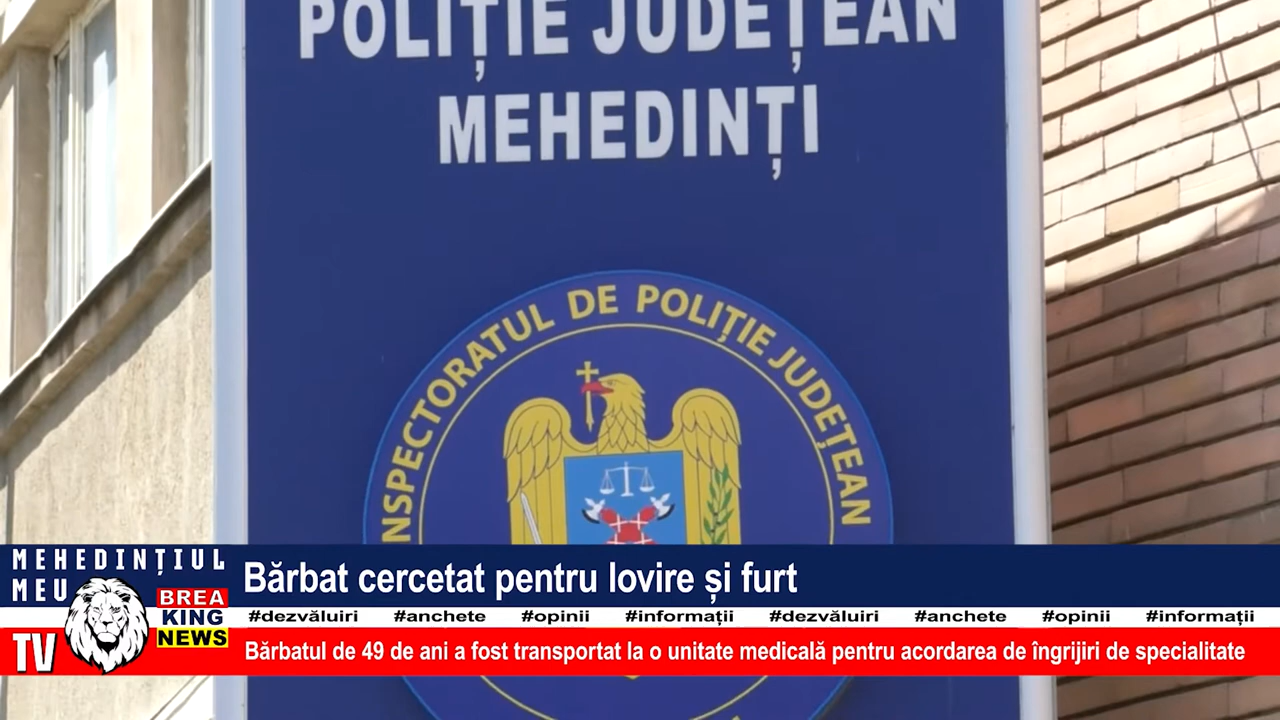 POLIȚIE JUDEȚEAN
MEHEDINȚI
INSPECTORATUL DE POLIȚIE JUDEȚEAN
MEHEDINȚIUL
MEU
TV
BREA
KING
NEWS
Bărbat cercetat pentru lovire și furt
#dezvăluiri #anchete #opinii #informații #dezvăluiri #anchete #opinii #informații
Bărbatul de 49 de ani a fost transportat la o unitate medicală pentru acordarea de îngrijiri de specialitate